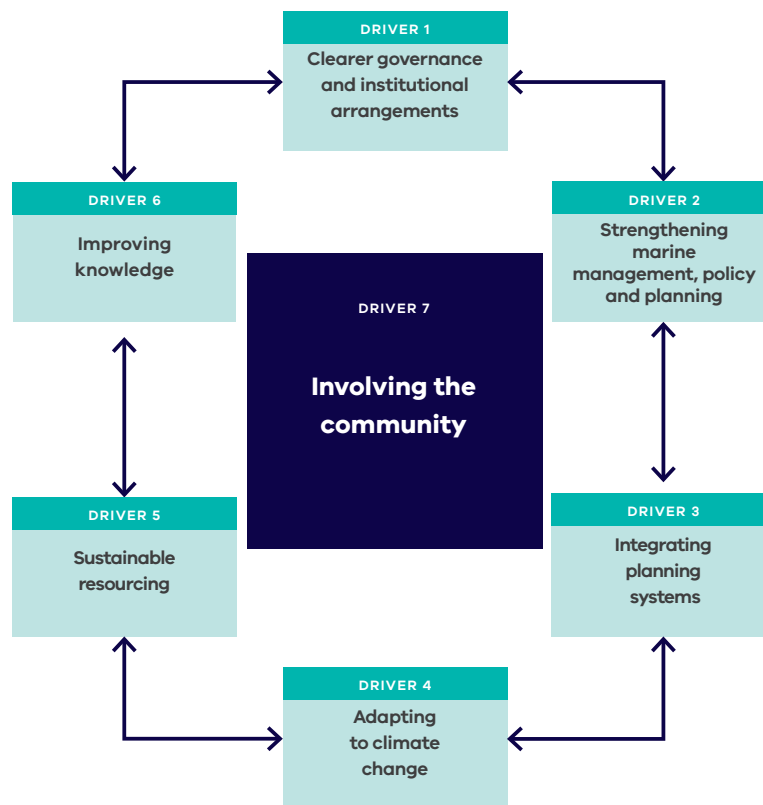 DRIVER 1
Clearer governance
and institutional
arrangements
DRIVER 6
Improving
knowledge
DRIVER 2
Strengthening
marine
management, policy
and planning
DRIVER 7
Involving the
community
DRIVER 5
Sustainable
resourcing
DRIVER 3
Integrating
planning
systems
DRIVER 4
Adapting
to climate
change